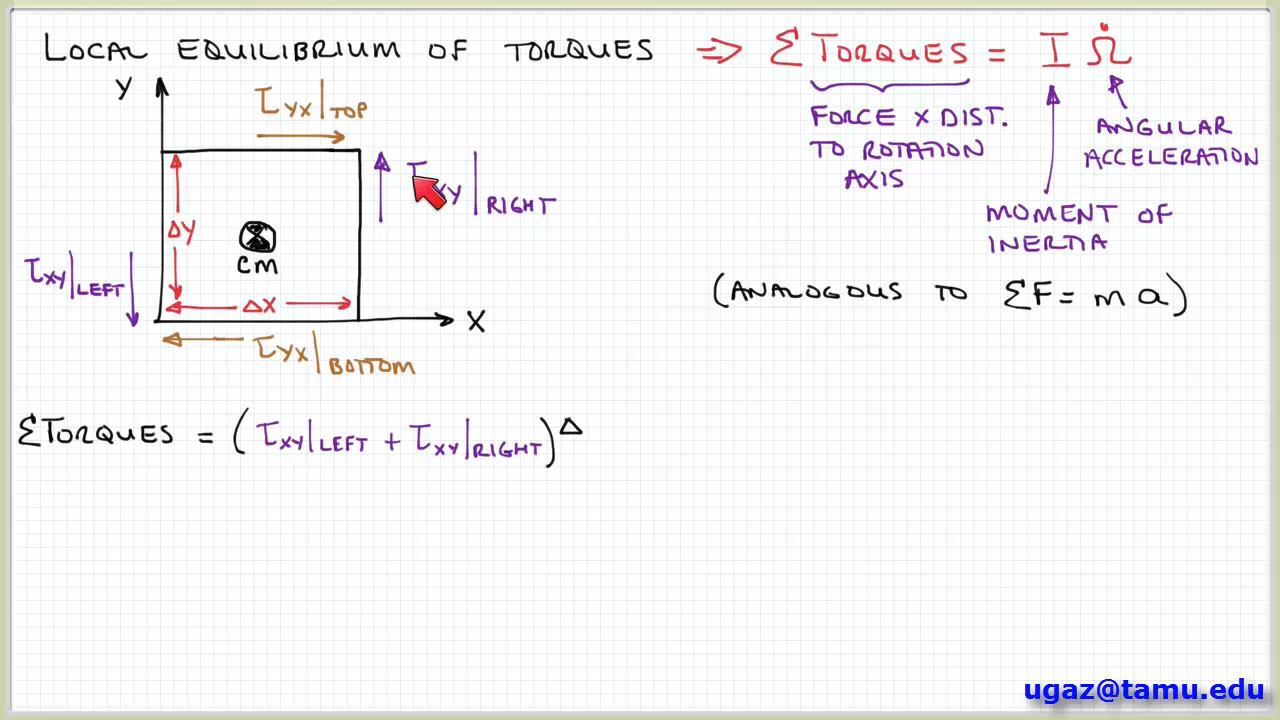 LOCAL EQUILIBRIUM OF TORQUES ⇒ ΣTORQUES = I Ω̇
Y
τyx|TOP
FORCE x DIST.
TO ROTATION
AXIS
ANGULAR
ACCELERATION
MOMENT OF
INERTIA
τxy|RIGHT
ΔY
CM
τxy|LEFT
ΔX
X
τyx|BOTTOM
(ANALOGOUS TO ΣF = m a)
ΣTORQUES = (τxy|LEFT + τxy|RIGHT)Δ
ugaz@tamu.edu